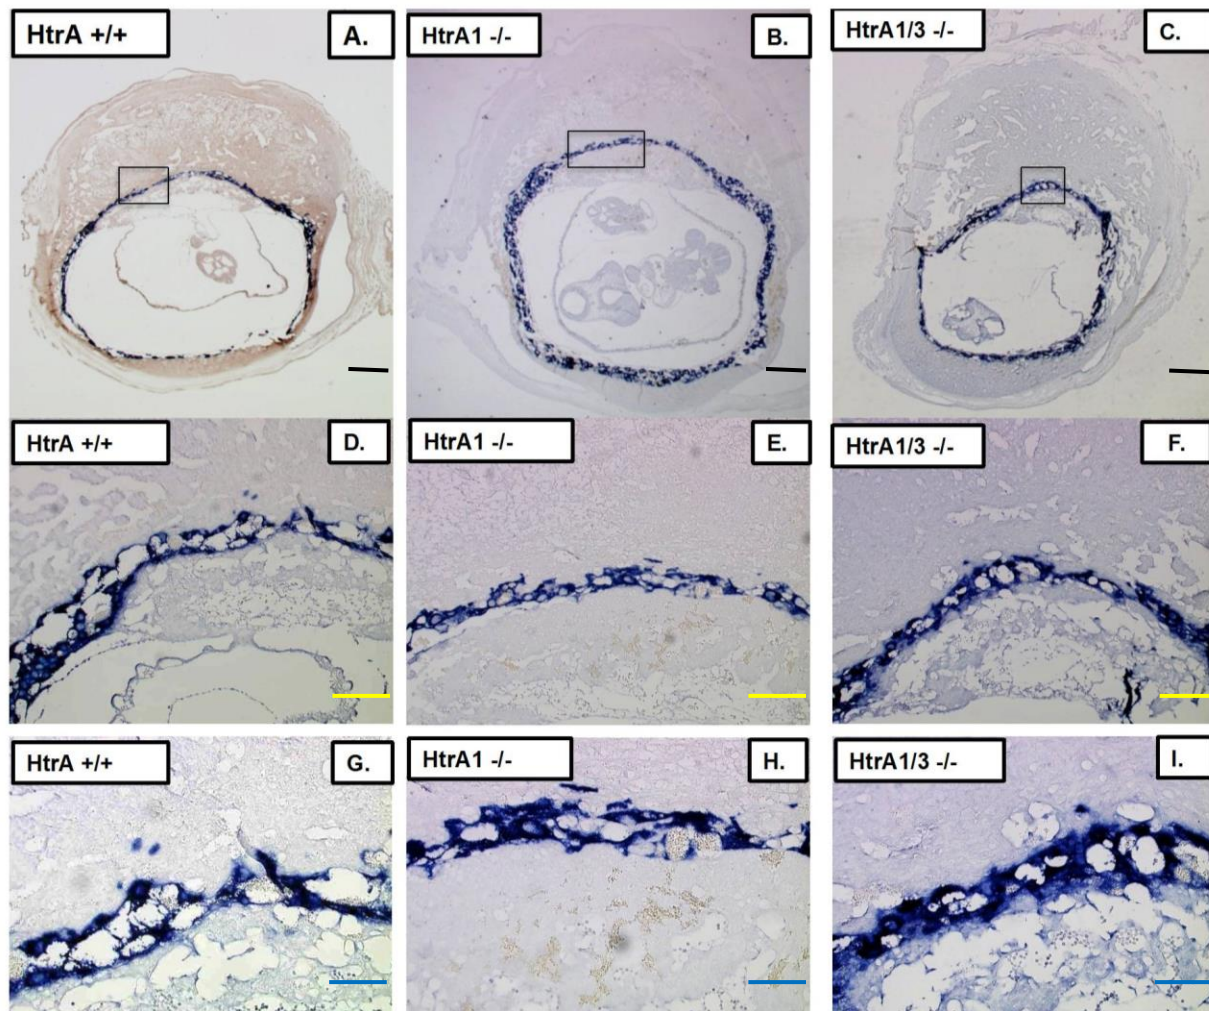 HtrA +/+ A.
HtrA1 -/- B.
HtrA1/3 -/- C.
HtrA +/+ D.
HtrA1 -/- E.
HtrA1/3 -/- F.
HtrA +/+ G.
HtrA1 -/- H.
HtrA1/3 -/- I.